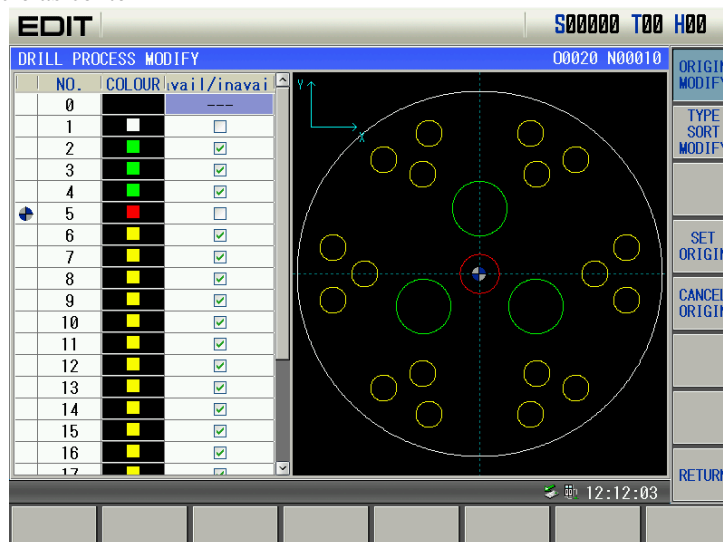 EDIT
S00000 T00 H00
DRILL PROCESS MODIFY
O0020 N00010
NO. COLOUR vail/inavai
0 ---
1
2
3
4
5
6
7
8
9
10
11
12
13
14
15
16
17
Y
X
ORIGIN
MODIFY
TYPE
SORT
MODIFY
SET
ORIGIN
CANCEL
ORIGIN
RETURN
12:12:03